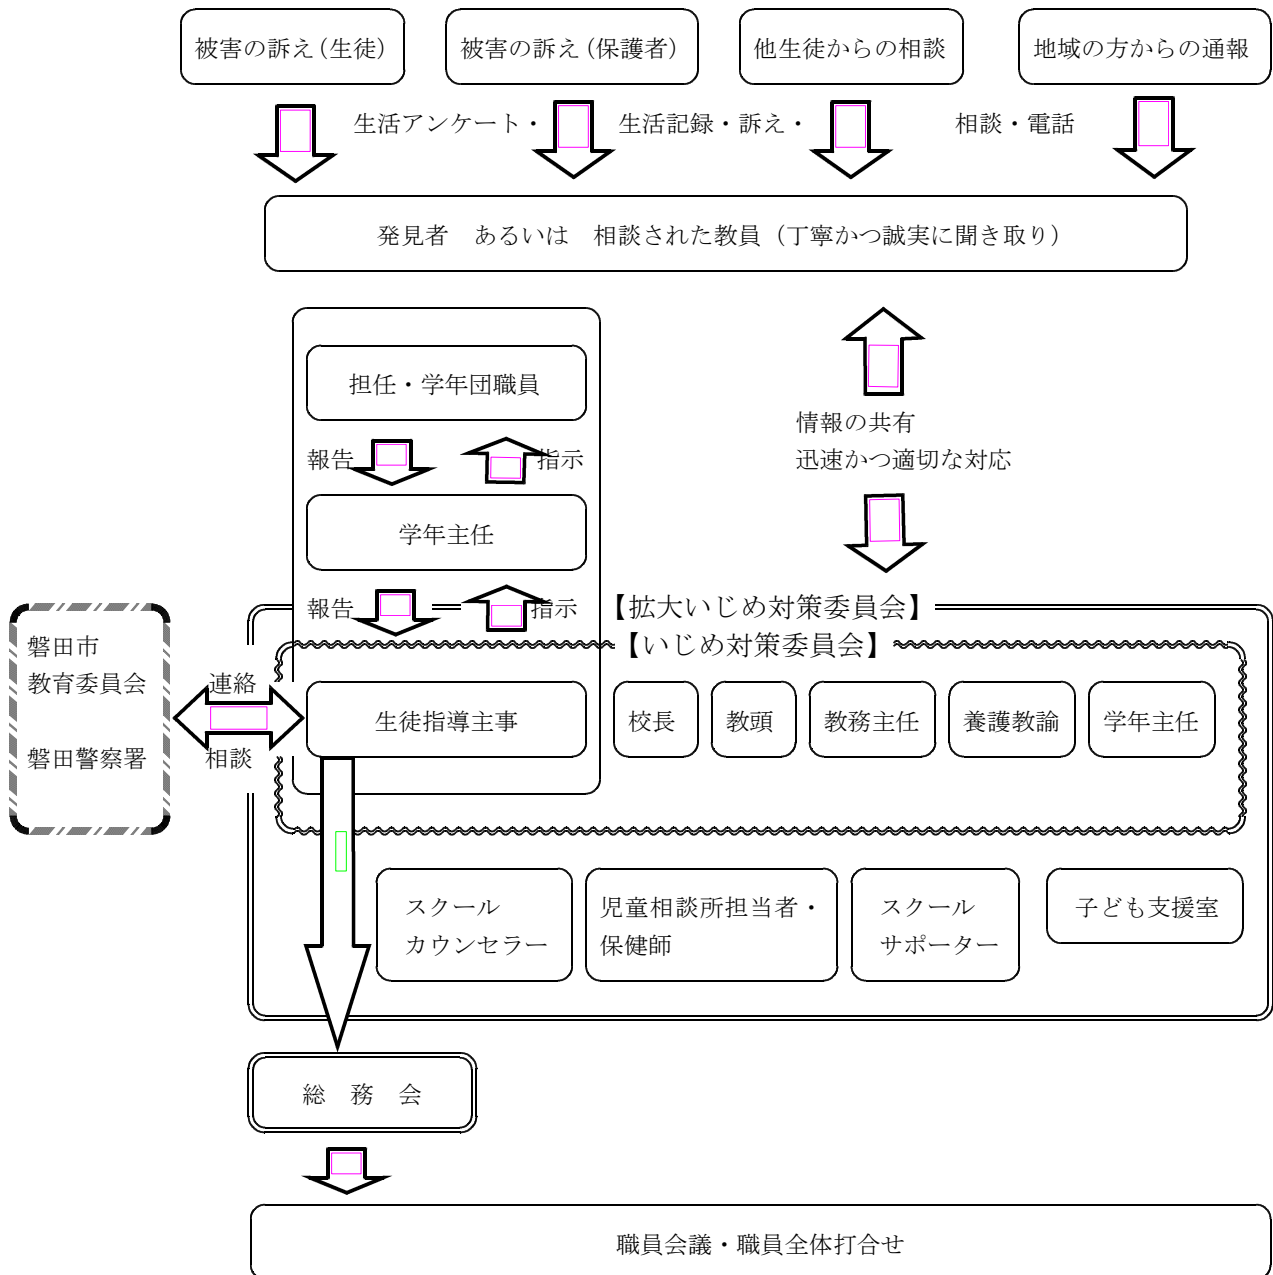 被害の訴え(生徒)
被害の訴え(保護者)
他生徒からの相談
地域の方からの通報
生活アンケート・
生活記録・訴え・
相談・電話
発見者　あるいは　相談された教員（丁寧かつ誠実に聞き取り）
担任・学年団職員
報告
指示
情報の共有
迅速かつ適切な対応
学年主任
報告
指示
【拡大いじめ対策委員会】
【いじめ対策委員会】
磐田市
教育委員会
磐田警察署
連絡
相談
生徒指導主事
校長
教頭
教務主任
養護教諭
学年主任
スクール
カウンセラー
児童相談所担当者・
保健師
スクール
サポーター
子ども支援室
総　務　会
職員会議・職員全体打合せ